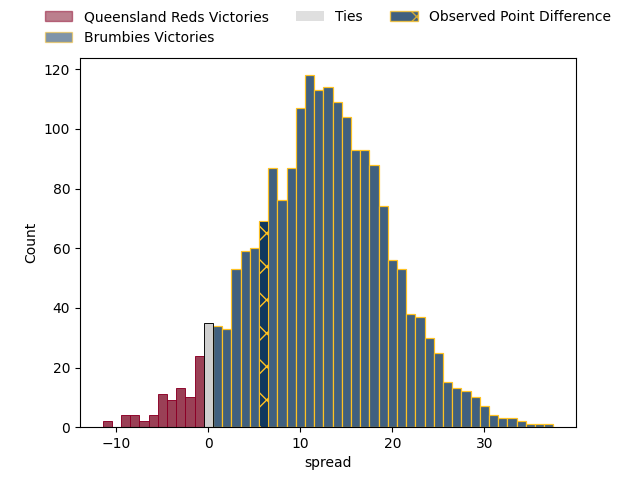 Queensland Reds Victories
Brumbies Victories
Ties
Observed Point Difference
120
100
80
60
40
20
0
Count
−10 0 10 20 30
spread